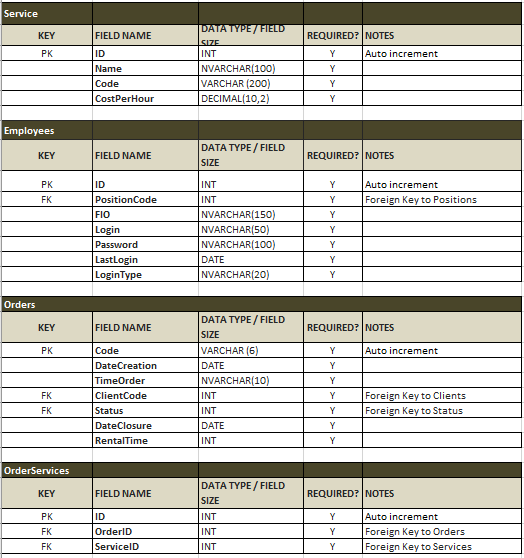 Service
KEY FIELD NAME DATA TYPE / FIELD SIZE REQUIRED? NOTES
PK ID INT Y Auto increment
Name NVARCHAR(100) Y
Code VARCHAR (200) Y
CostPerHour DECIMAL(10,2) Y
Employees
KEY FIELD NAME DATA TYPE / FIELD SIZE REQUIRED? NOTES
PK ID INT Y Auto increment
FK PositionCode INT Y Foreign Key to Positions
FIO NVARCHAR(150) Y
Login NVARCHAR(50) Y
Password NVARCHAR(100) Y
LastLogin DATE Y
LoginType NVARCHAR(20) Y
Orders
KEY FIELD NAME DATA TYPE / FIELD SIZE REQUIRED? NOTES
PK Code VARCHAR (6) Y Auto increment
DateCreation DATE Y
TimeOrder NVARCHAR(10) Y
FK ClientCode INT Y Foreign Key to Clients
FK Status INT Y Foreign Key to Status
DateClosure DATE Y
RentalTime INT Y
OrderServices
KEY FIELD NAME DATA TYPE / FIELD SIZE REQUIRED? NOTES
PK ID INT Y Auto increment
FK OrderID INT Y Foreign Key to Orders
FK ServiceID INT Y Foreign Key to Services